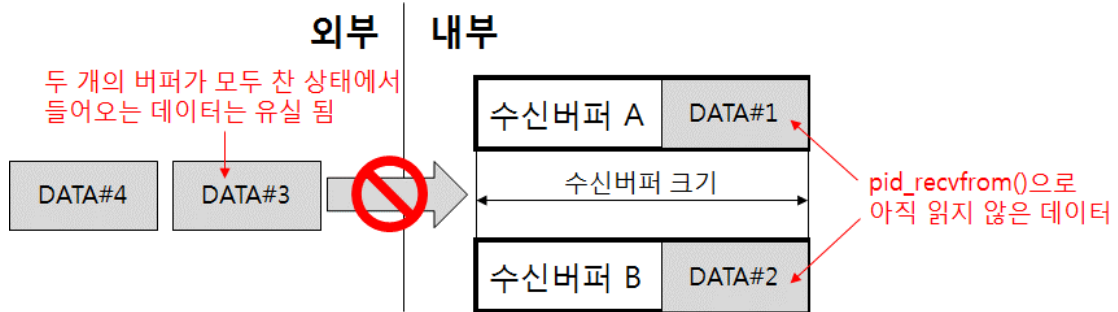 외부
내부
두 개의 버퍼가 모두 찬 상태에서
들어오는 데이터는 유실 됨
DATA#4
DATA#3
수신버퍼 A
DATA#1
수신버퍼 크기
pid_recvfrom()으로
아직 읽지 않은 데이터
수신버퍼 B
DATA#2